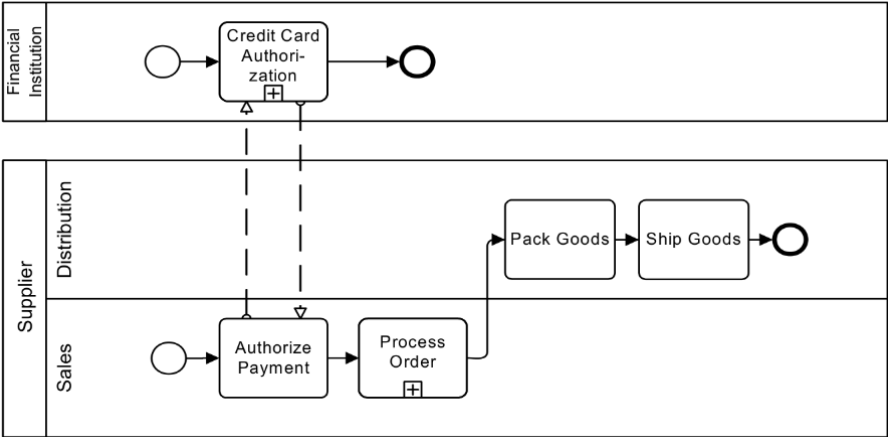 Financial
Institution
Credit Card
Authori-
zation
Supplier
Distribution
Pack Goods
Ship Goods
Sales
Authorize
Payment
Process
Order